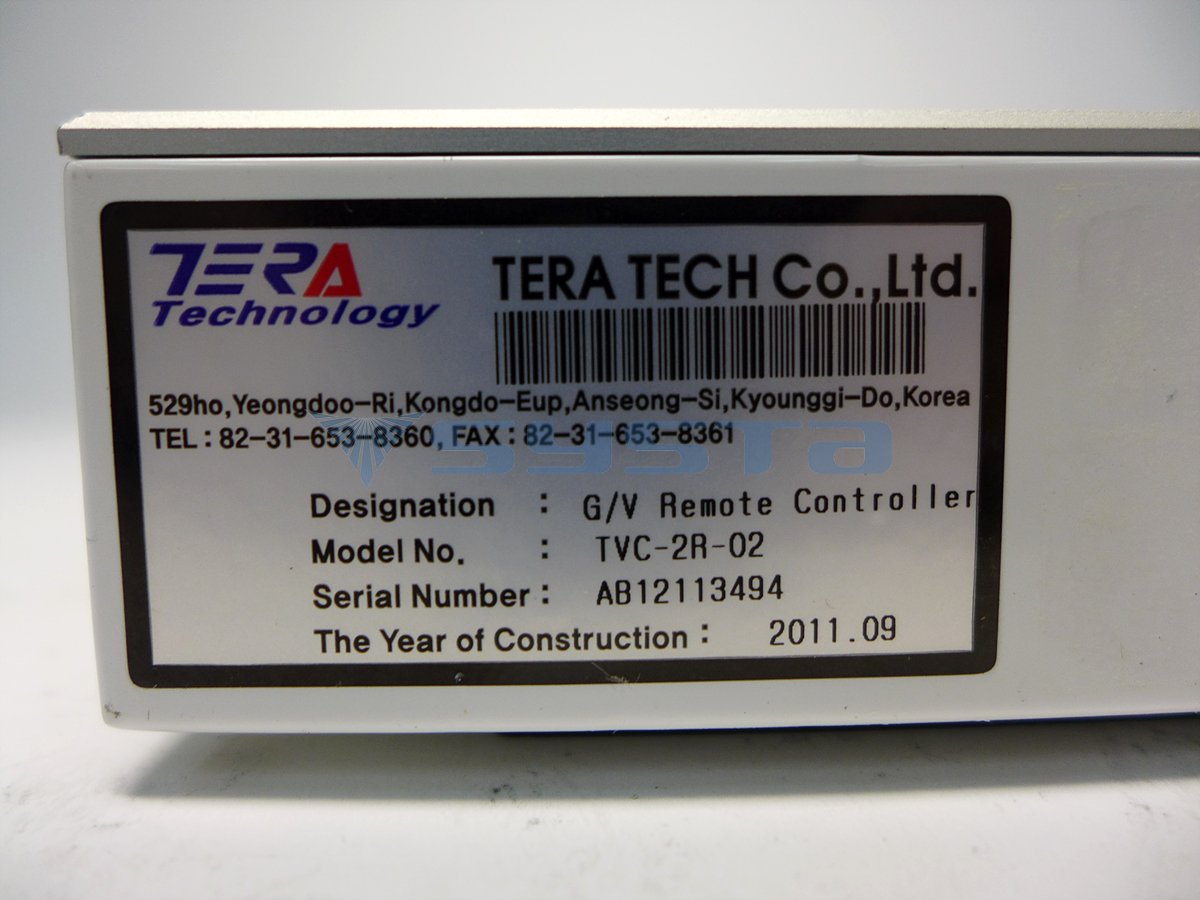 TERA
Technology
TERA TECH Co.,Ltd.
529ho,Yeongdoo-Ri,Kongdo-Eup,Anseong-Si,Kyounggi-Do,Korea
TEL : 82-31-653-8360, FAX : 82-31-653-8361
systa
Designation : G/V Remote Controller
Model No. : TVC-2R-02
Serial Number : AB12113494
The Year of Construction : 2011.09